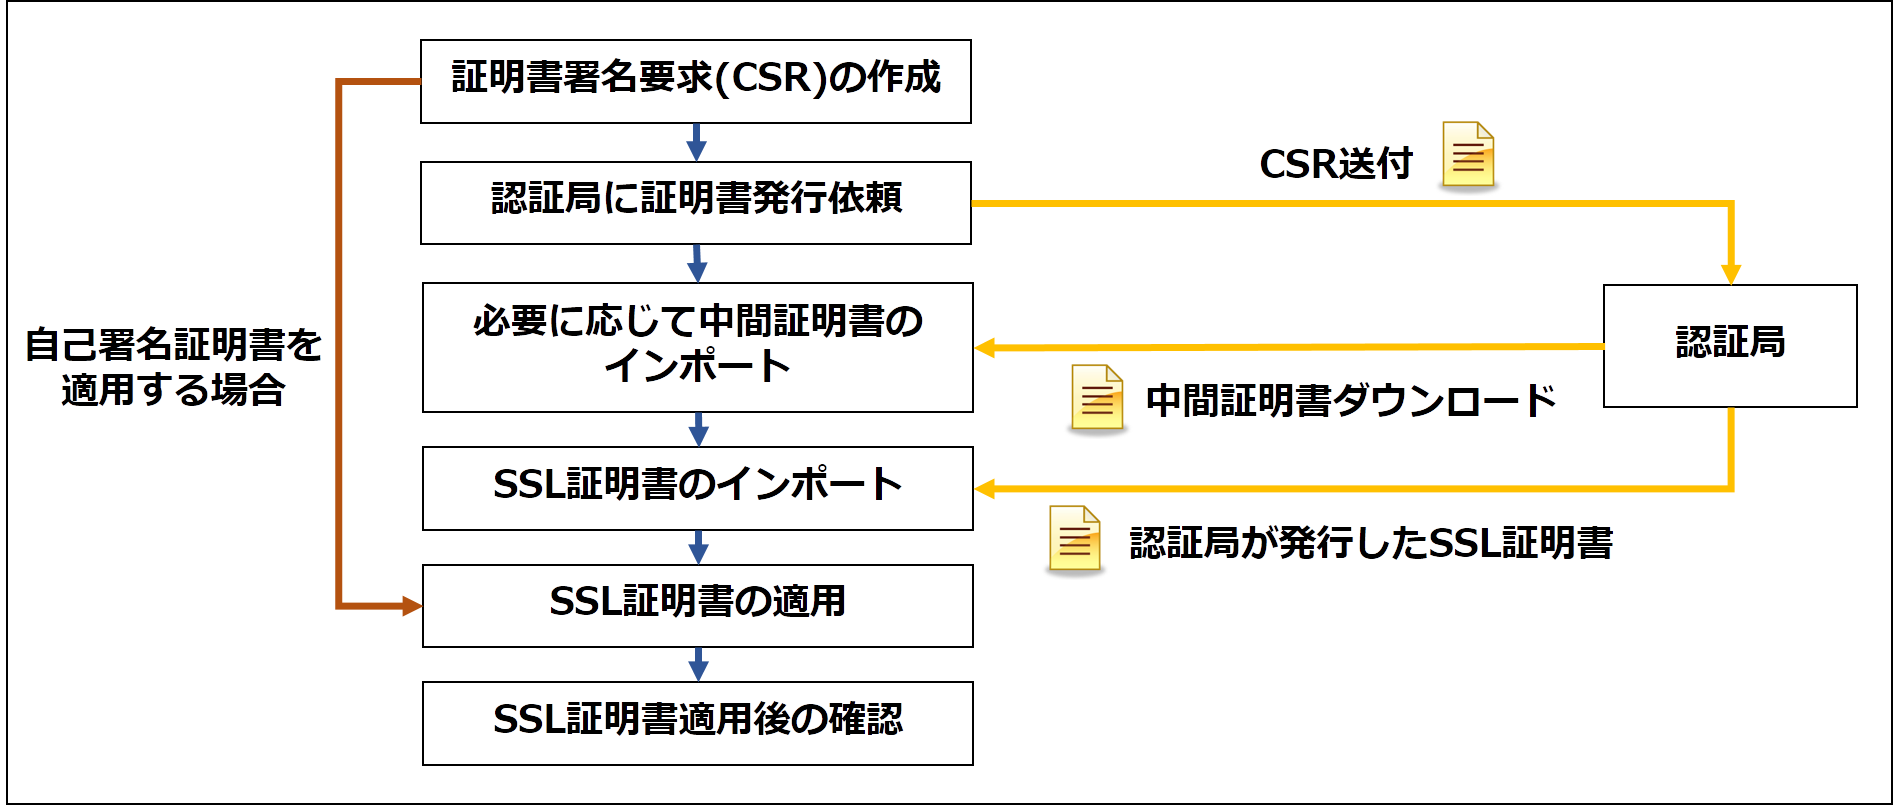 証明書署名要求(CSR)の作成
CSR送付
認証局に証明書発行依頼
必要に応じて中間証明書の
インポート
認証局
自己署名証明書を
適用する場合
中間証明書ダウンロード
SSL証明書のインポート
認証局が発行したSSL証明書
SSL証明書の適用
SSL証明書適用後の確認